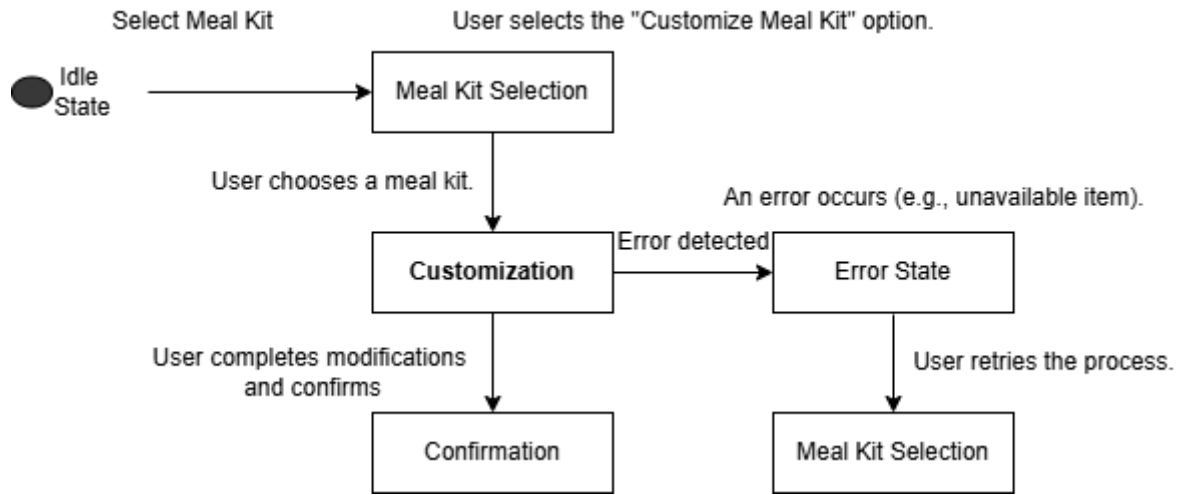 Select Meal Kit
User selects the "Customize Meal Kit" option.
Idle
State
Meal Kit Selection
User chooses a meal kit.
An error occurs (e.g., unavailable item).
Customization
Error detected
Error State
User completes modifications
and confirms
User retries the process.
Confirmation
Meal Kit Selection